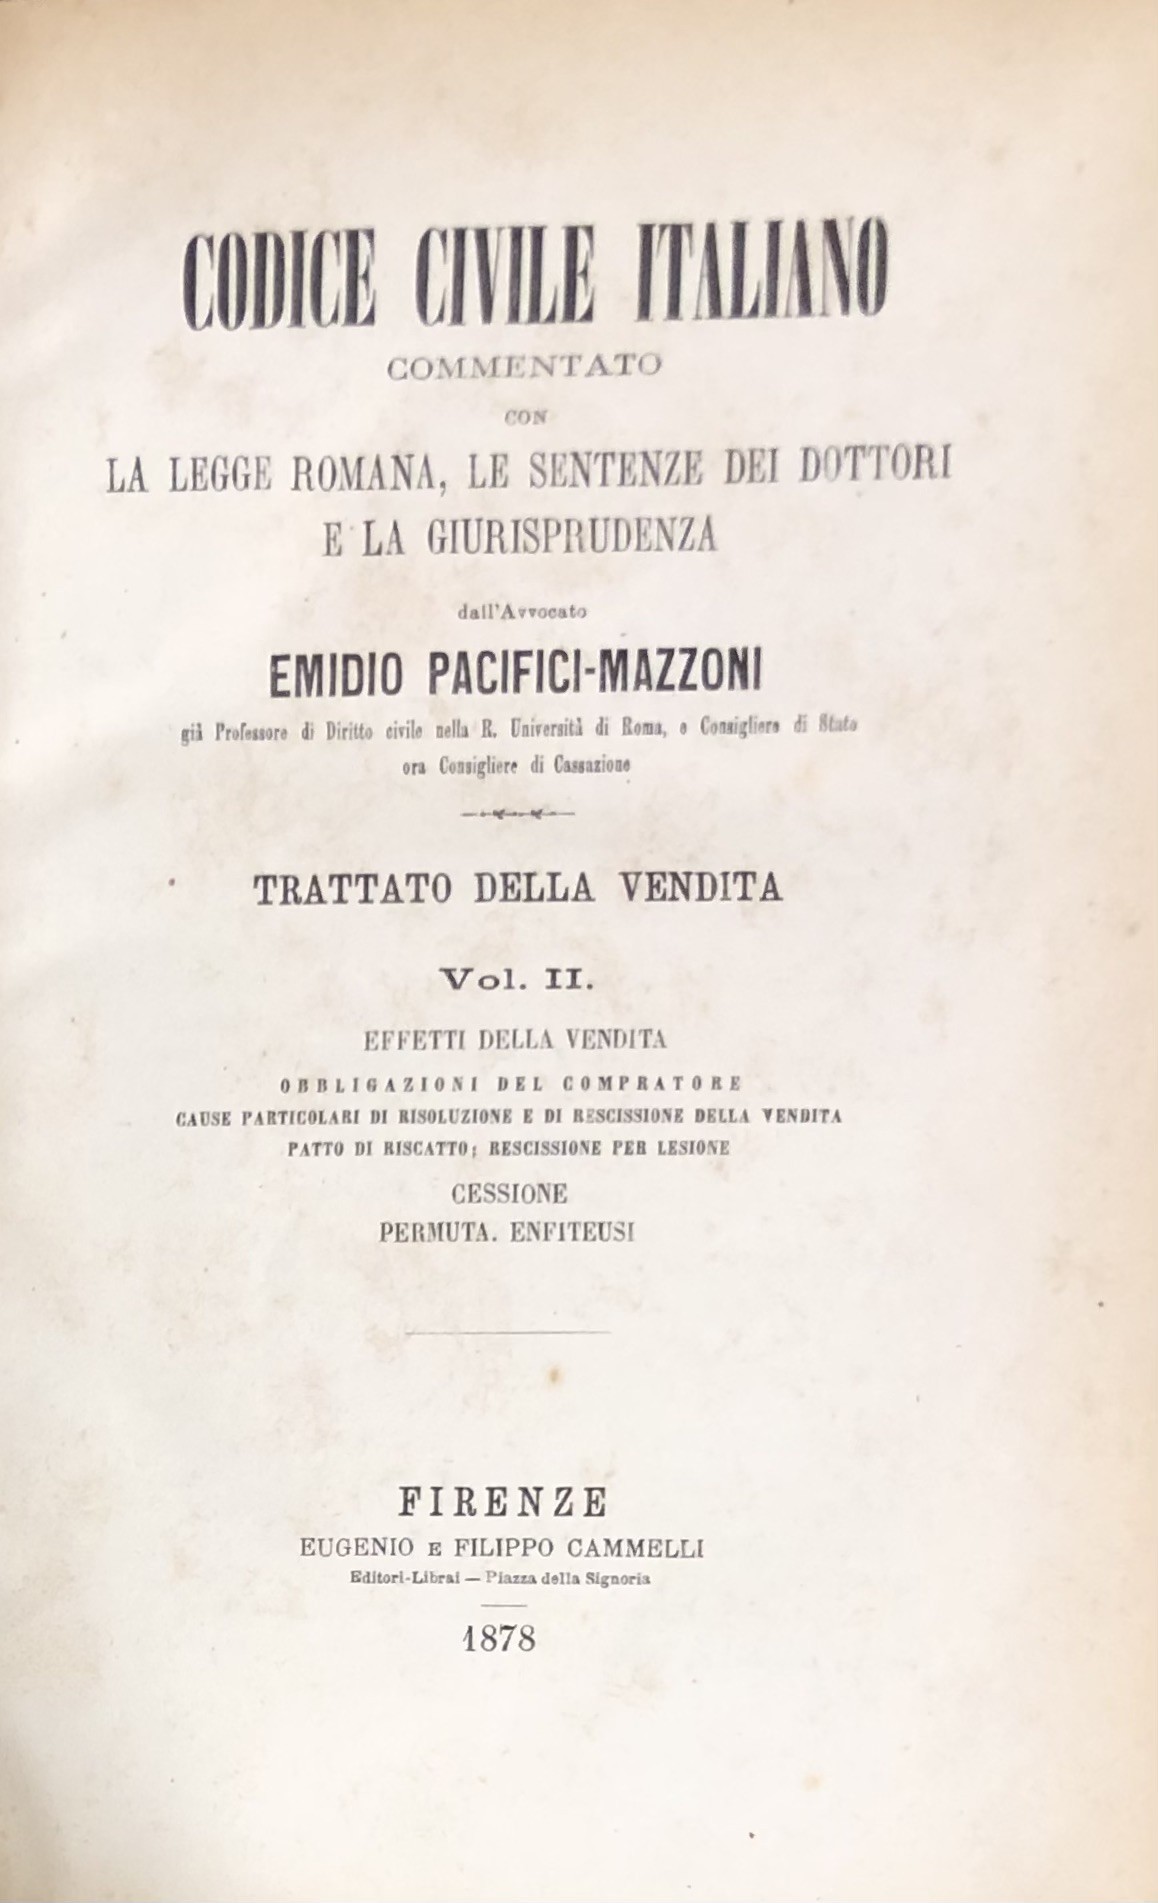 CODICE CIVILE ITALIANO
COMMENTATO
CON
LA LEGGE ROMANA, LE SENTENZE DEI DOTTORI
E LA GIURISPRUDENZA
dall'Avvocato
EMIDIO PACIFICI-MAZZONI
già Professore di Diritto civile nella R. Università di Roma, e Consigliere di Stato
ora Consigliere di Cassazione
TRATTATO DELLA VENDITA
Vol. II.
EFFETTI DELLA VENDITA
OBBLIGAZIONI DEL COMPRATORE
CAUSE PARTICOLARI DI RISOLUZIONE E DI RESCISSIONE DELLA VENDITA
PATTO DI RISCATTO; RESCISSIONE PER LESIONE
CESSIONE
PERMUTA. ENFITEUSI
FIRENZE
EUGENIO E FILIPPO CAMMELLI
Editori-Librai — Piazza della Signoria
1878